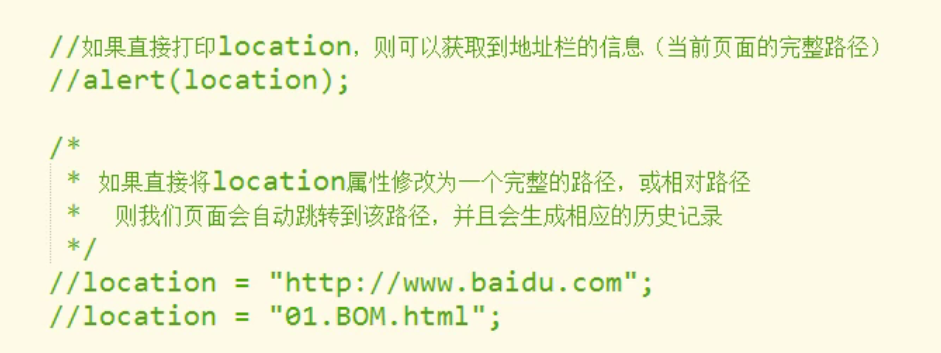 //如果直接打印location，则可以获取到地址栏的信息（当前页面的完整路径）
//alert(location);
/*
* 如果直接将location属性修改为一个完整的路径，或相对路径
* 则我们页面会自动跳转到该路径，并且会生成相应的历史记录
*/
//location = "http://www.baidu.com";
//location = "01.BOM.html";